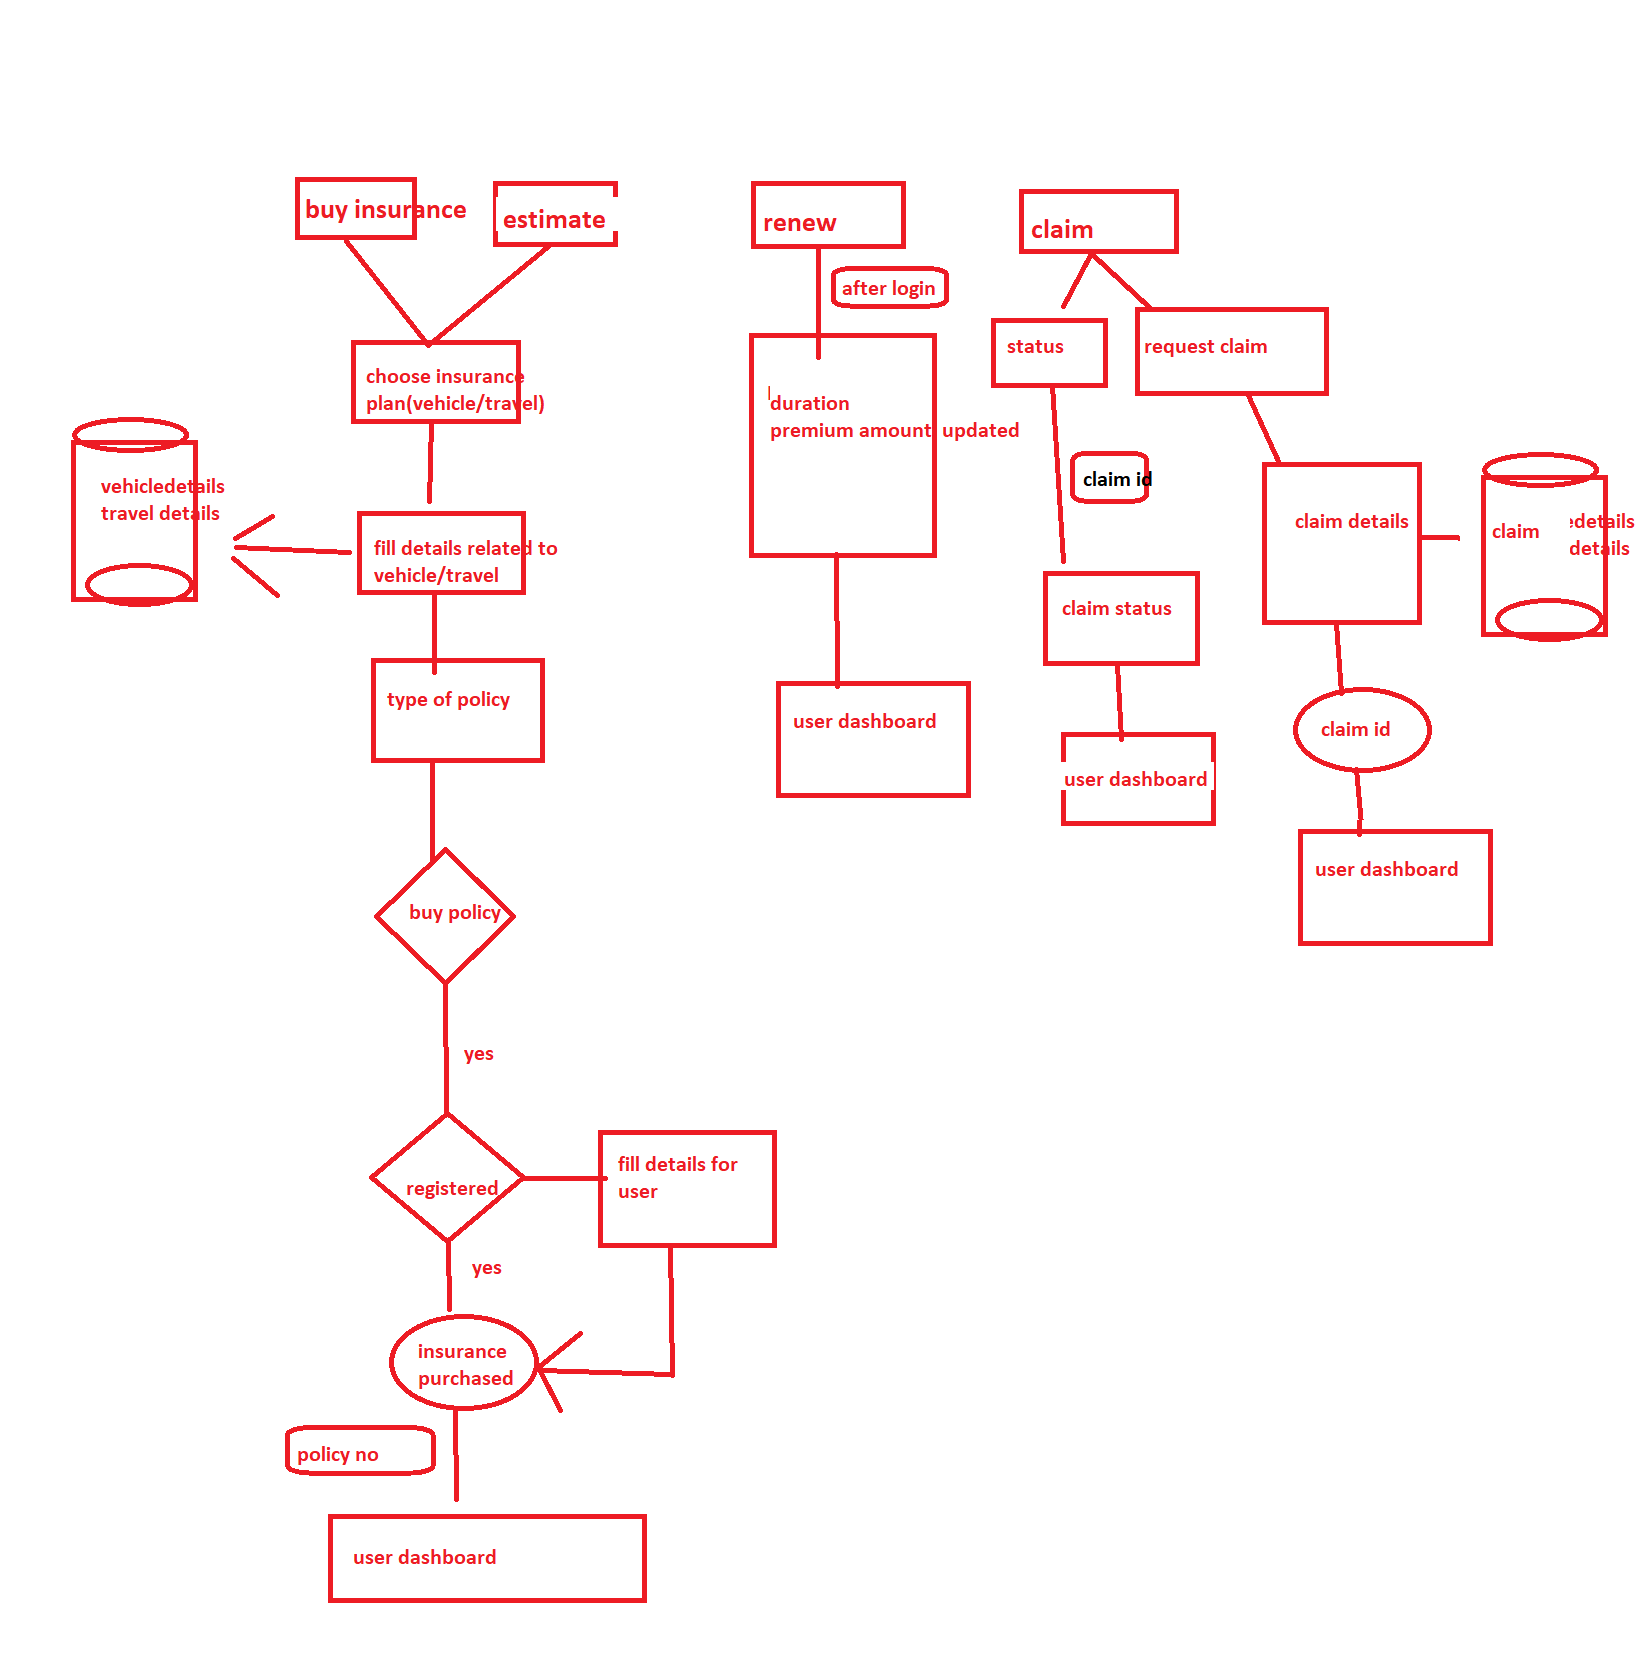 buy insurance
estimate
renew
claim
after login
choose insurance
plan(vehicle/travel)
status
request claim
duration
premium amount updated
vehicledetails
travel details
claim id
fill details related to
vehicle/travel
claim details
claim
edetails
details
claim status
type of policy
user dashboard
user dashboard
claim id
user dashboard
buy policy
yes
registered
fill details for
user
yes
insurance
purchased
policy no
user dashboard